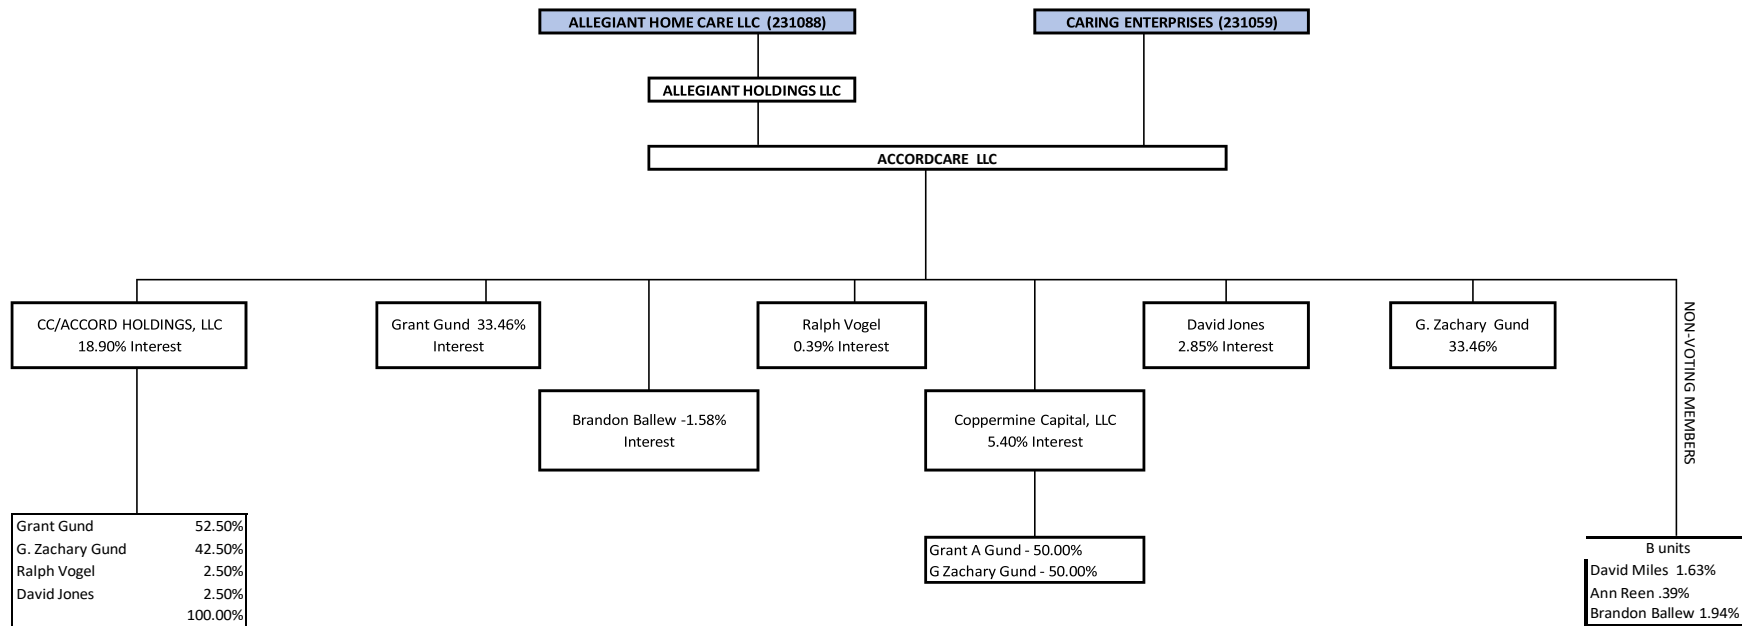 ALLEGIANT HOME CARE LLC (231088)
CARING ENTERPRISES (231059)
ALLEGIANT HOLDINGS LLC
ACCORDCARE LLC
CC/ACCORD HOLDINGS, LLC
18.90% Interest
Grant Gund 33.46%
Interest
Ralph Vogel
0.39% Interest
David Jones
2.85% Interest
G. Zachary Gund
33.46%
NON-VOTING MEMBERS
Brandon Ballew -1.58%
Interest
Coppermine Capital, LLC
5.40% Interest
Grant Gund 52.50%
G. Zachary Gund 42.50%
Ralph Vogel 2.50%
David Jones 2.50%
100.00%
Grant A Gund - 50.00%
G Zachary Gund - 50.00%
B units
David Miles 1.63%
Ann Reen .39%
Brandon Ballew 1.94%